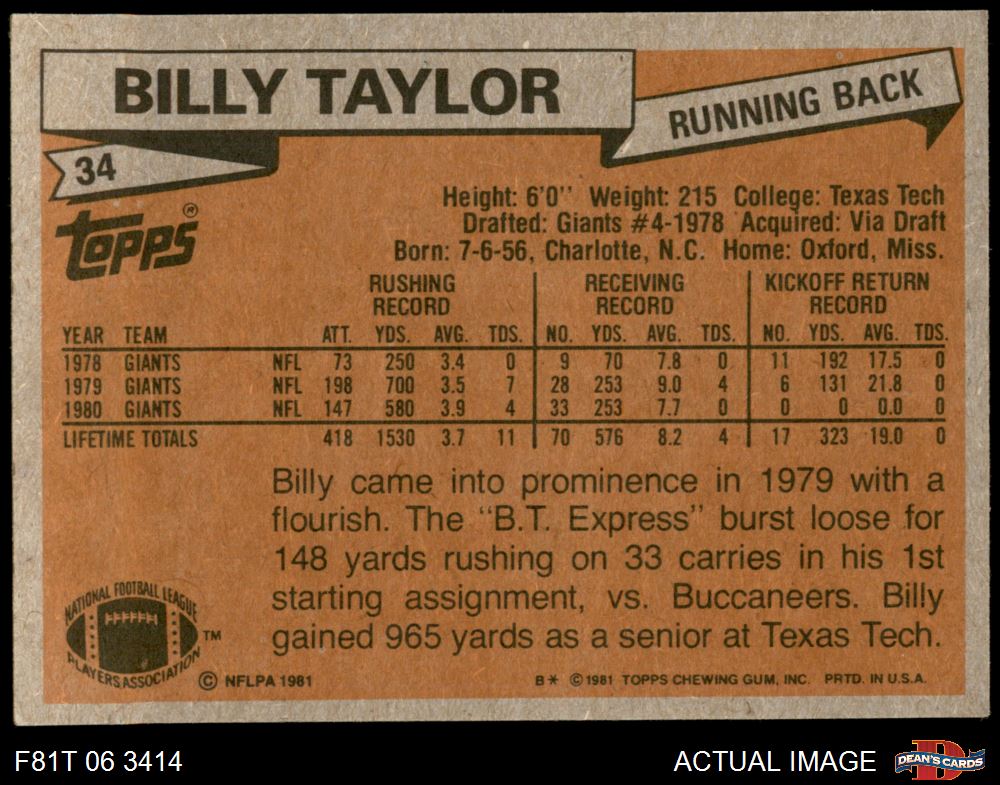 BILLY TAYLOR
RUNNING BACK
34
TOPPS®
Height: 6'0'' Weight: 215 College: Texas Tech
Drafted: Giants #4-1978 Acquired: Via Draft
Born: 7-6-56, Charlotte, N.C. Home: Oxford, Miss.
RUSHING RECORD RECEIVING RECORD KICKOFF RETURN RECORD
YEAR TEAM ATT. YDS. AVG. TDS. NO. YDS. AVG. TDS. NO. YDS. AVG. TDS.
1978 GIANTS NFL 73 250 3.4 0 9 70 7.8 0 11 192 17.5 0
1979 GIANTS NFL 198 700 3.5 7 28 253 9.0 4 6 131 21.8 0
1980 GIANTS NFL 147 580 3.9 4 33 253 7.7 0 0 0 0.0 0
LIFETIME TOTALS 418 1530 3.7 11 70 576 8.2 4 17 323 19.0 0
Billy came into prominence in 1979 with a
flourish. The "B.T. Express" burst loose for
148 yards rushing on 33 carries in his 1st
starting assignment, vs. Buccaneers. Billy
gained 965 yards as a senior at Texas Tech.
NATIONAL FOOTBALL LEAGUE
PLAYERS ASSOCIATION ™
© NFLPA 1981
B* © 1981 TOPPS CHEWING GUM, INC. PRTD. IN U.S.A.
F81T 06 3414
ACTUAL IMAGE
D
DEAN'S CARDS